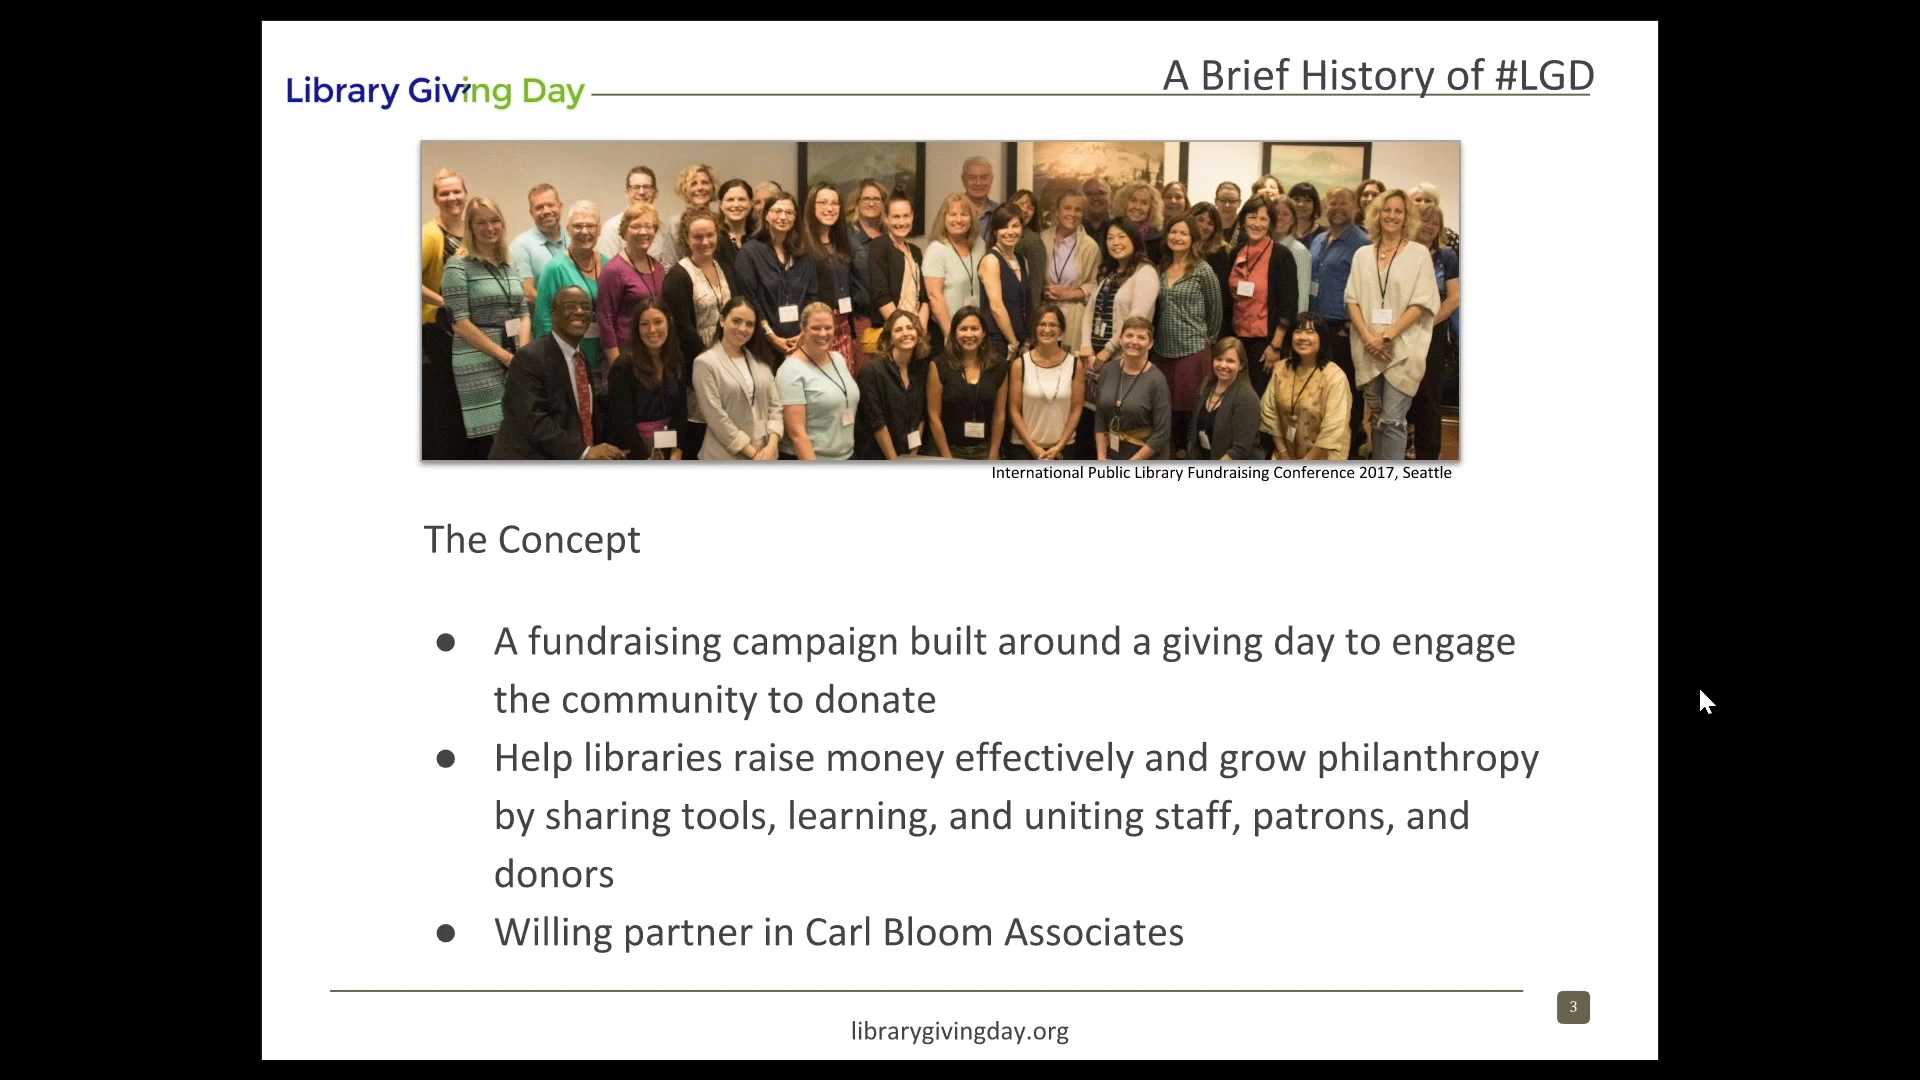 Library Giving Day
A Brief History of #LGD
International Public Library Fundraising Conference 2017, Seattle
The Concept
● A fundraising campaign built around a giving day to engage
the community to donate
● Help libraries raise money effectively and grow philanthropy
by sharing tools, learning, and uniting staff, patrons, and
donors
● Willing partner in Carl Bloom Associates
3
librarygivingday.org